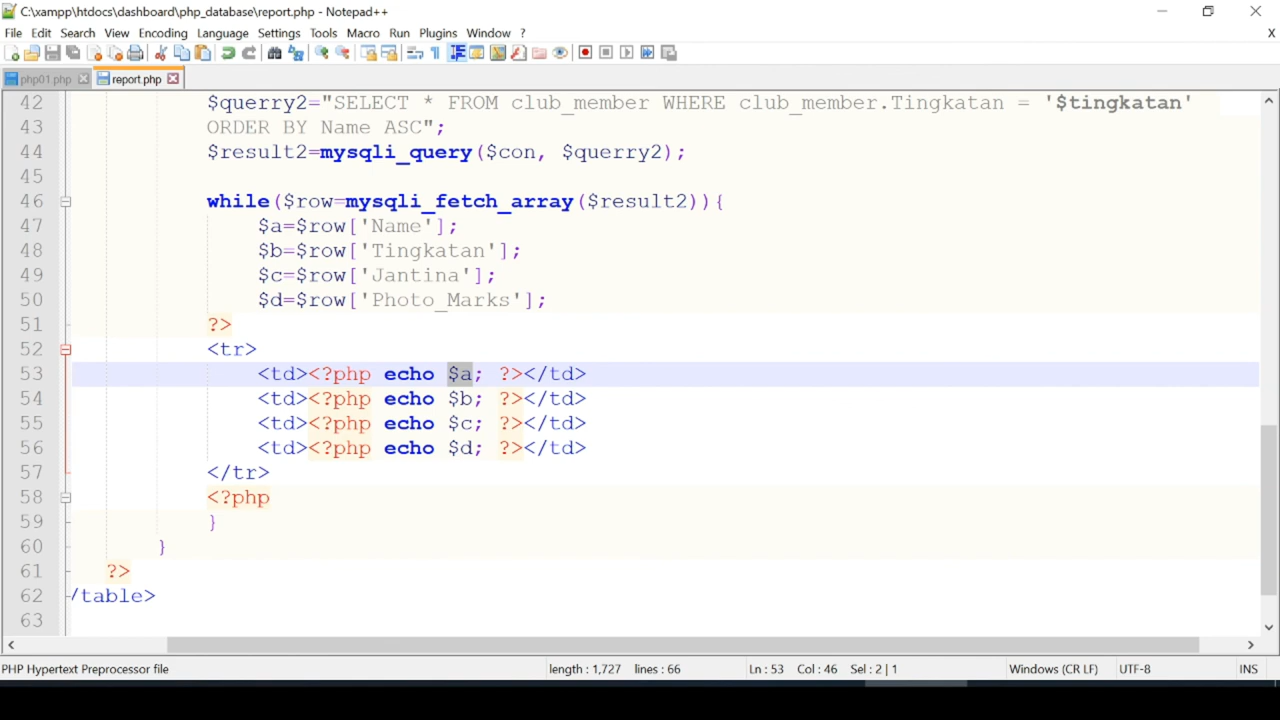 C:\xampp\htdocs\dashboard\php_database\report.php - Notepad++
File Edit Search View Encoding Language Settings Tools Macro Run Plugins Window ? X
php01.php report.php
42 $querry2="SELECT * FROM club_member WHERE club_member.Tingkatan = '$tingkatan'
43 ORDER BY Name ASC";
44 $result2=mysqli_query($con, $querry2);
45
46 while($row=mysqli_fetch_array($result2)){
47 $a=$row['Name'];
48 $b=$row['Tingkatan'];
49 $c=$row['Jantina'];
50 $d=$row['Photo_Marks'];
51 ?>
52 <tr>
53 <td><?php echo $a; ?></td>
54 <td><?php echo $b; ?></td>
55 <td><?php echo $c; ?></td>
56 <td><?php echo $d; ?></td>
57 </tr>
58 <?php
59 }
60 }
61 ?>
62 /table>
63
PHP Hypertext Preprocessor file length : 1,727 lines : 66 Ln : 53 Col : 46 Sel : 2 | 1 Windows (CR LF) UTF-8 INS